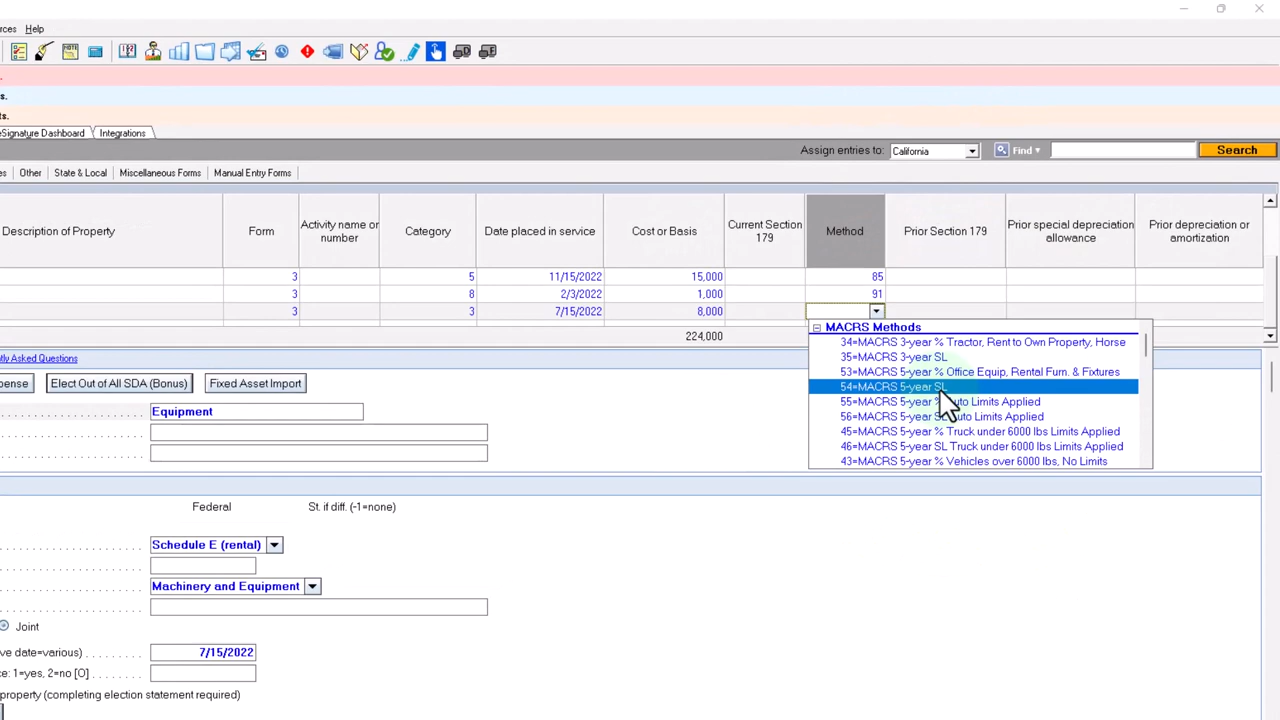 rces Help
s.
ts.
eSignature Dashboard Integrations
Assign entries to: California Find Search
es Other State & Local Miscellaneous Forms Manual Entry Forms
Description of Property Form Activity name or number Category Date placed in service Cost or Basis Current Section 179 Method Prior Section 179 Prior special depreciation allowance Prior depreciation or amortization
3 5 11/15/2022 15,000 85
3 8 2/3/2022 1,000 91
3 3 7/15/2022 8,000
MACRS Methods
224,000
34=MACRS 3-year % Tractor, Rent to Own Property, Horse
35=MACRS 3-year SL
53=MACRS 5-year % Office Equip, Rental Furn. & Fixtures
54=MACRS 5-year SL
55=MACRS 5-year % Auto Limits Applied
56=MACRS 5-year SL Auto Limits Applied
45=MACRS 5-year % Truck under 6000 lbs Limits Applied
46=MACRS 5-year SL Truck under 6000 lbs Limits Applied
43=MACRS 5-year % Vehicles over 6000 lbs, No Limits
ntly Asked Questions
pense Elect Out of All SDA (Bonus) Fixed Asset Import
Equipment
Federal St. if diff. (-1=none)
Schedule E (rental)
Machinery and Equipment
Joint
ve date=various) 7/15/2022
ce: 1=yes, 2=no [O]
property (completing election statement required)